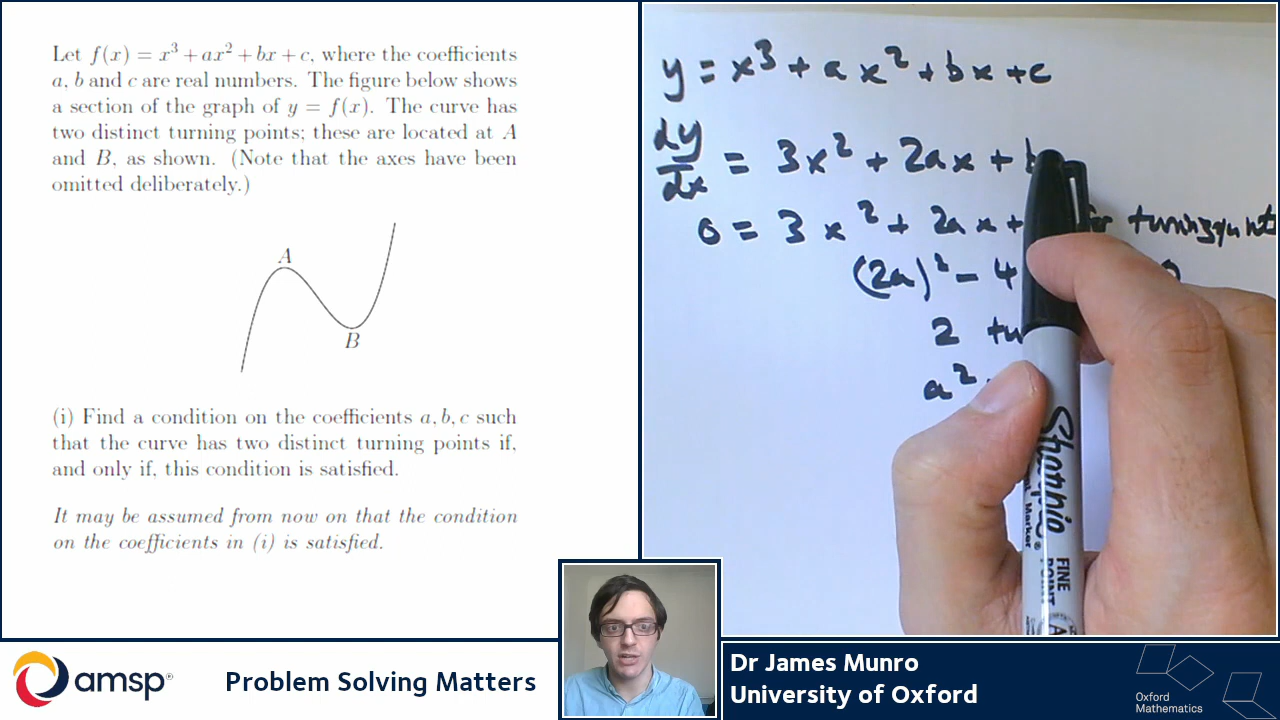 Let f(x) = x³ + ax² + bx + c, where the coefficients
a, b and c are real numbers. The figure below shows
a section of the graph of y = f(x). The curve has
two distinct turning points; these are located at A
and B, as shown. (Note that the axes have been
omitted deliberately.)
A
B
(i) Find a condition on the coefficients a, b, c such
that the curve has two distinct turning points if,
and only if, this condition is satisfied.
It may be assumed from now on that the condition
on the coefficients in (i) is satisfied.
y = x³ + ax² + bx + c
dy/dx = 3x² + 2ax + b
0 = 3x² + 2ax + for turning points
(2a)² - 4
2
a²
Sharpie
Marker
FINE
POINT
amsp
Problem Solving Matters
Dr James Munro
University of Oxford
Oxford
Mathematics